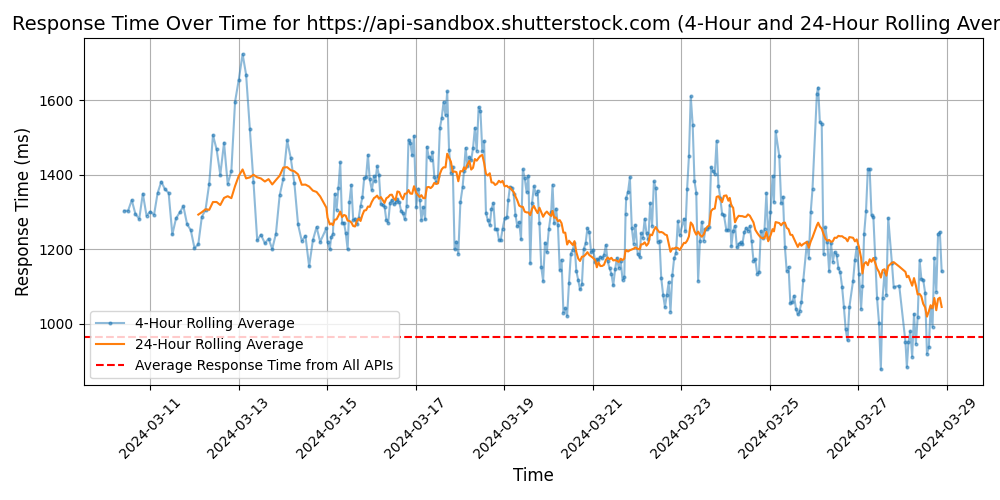 Response Time Over Time for https://api-sandbox.shutterstock.com (4-Hour and 24-Hour Rolling Aver
Response Time (ms)
1600
1400
1200
1000
4-Hour Rolling Average
24-Hour Rolling Average
Average Response Time from All APIs
2024-03-11
2024-03-13
2024-03-15
2024-03-17
2024-03-19
2024-03-21
2024-03-23
2024-03-25
2024-03-27
2024-03-29
Time